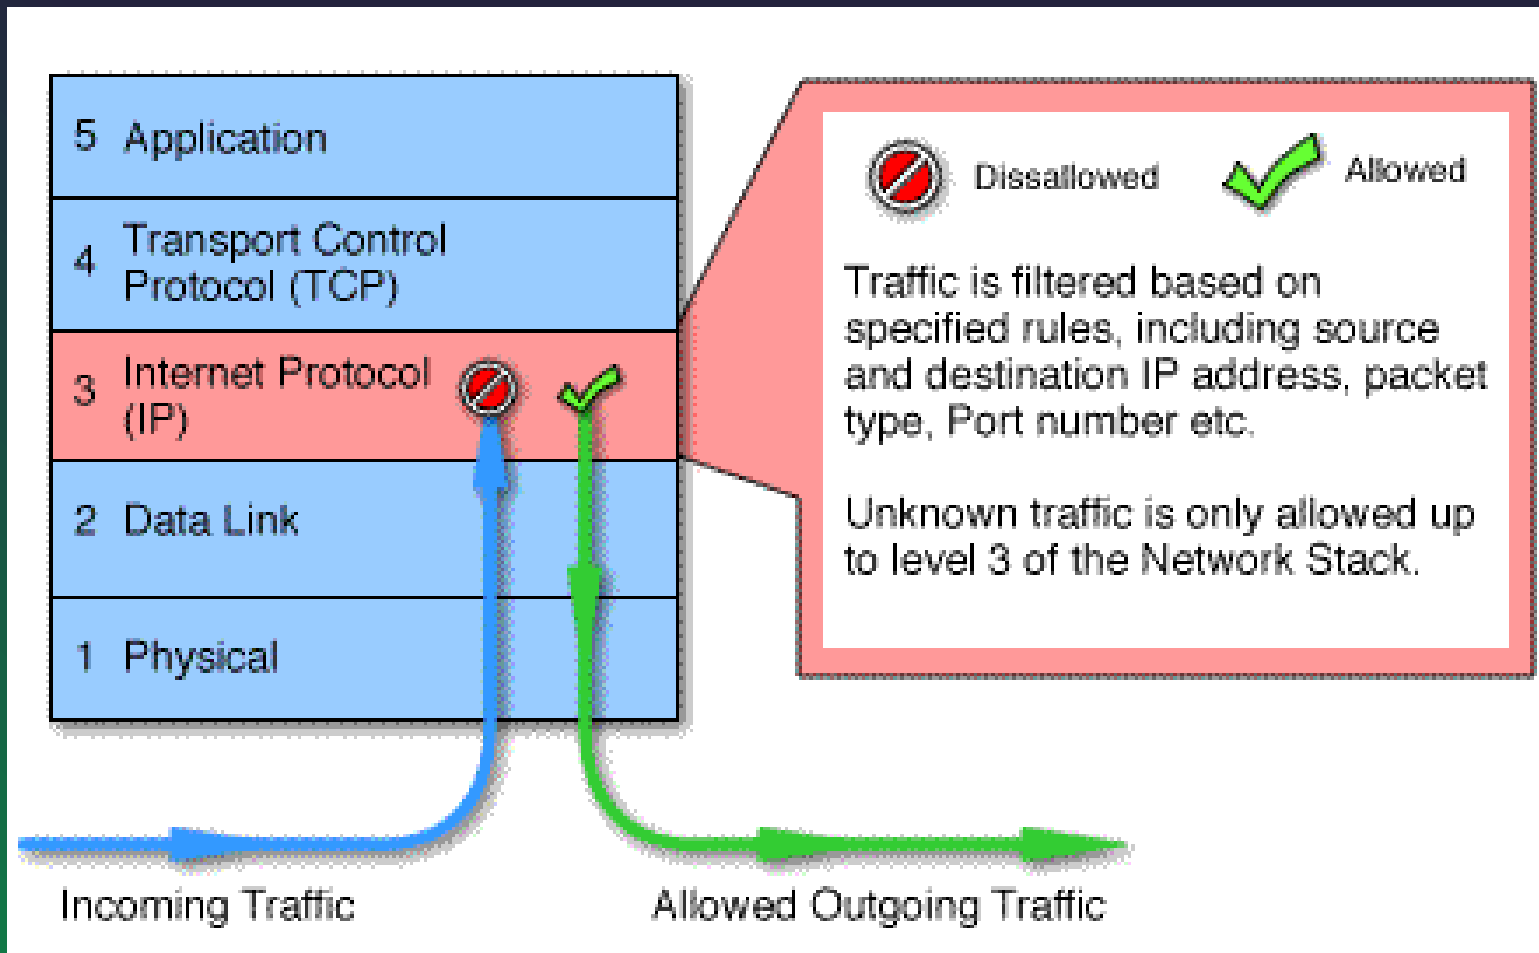 5 Application
4 Transport Control
Protocol (TCP)
3 Internet Protocol
(IP)
2 Data Link
1 Physical
Dissallowed
Allowed
Traffic is filtered based on
specified rules, including source
and destination IP address, packet
type, Port number etc.
Unknown traffic is only allowed up
to level 3 of the Network Stack.
Incoming Traffic
Allowed Outgoing Traffic